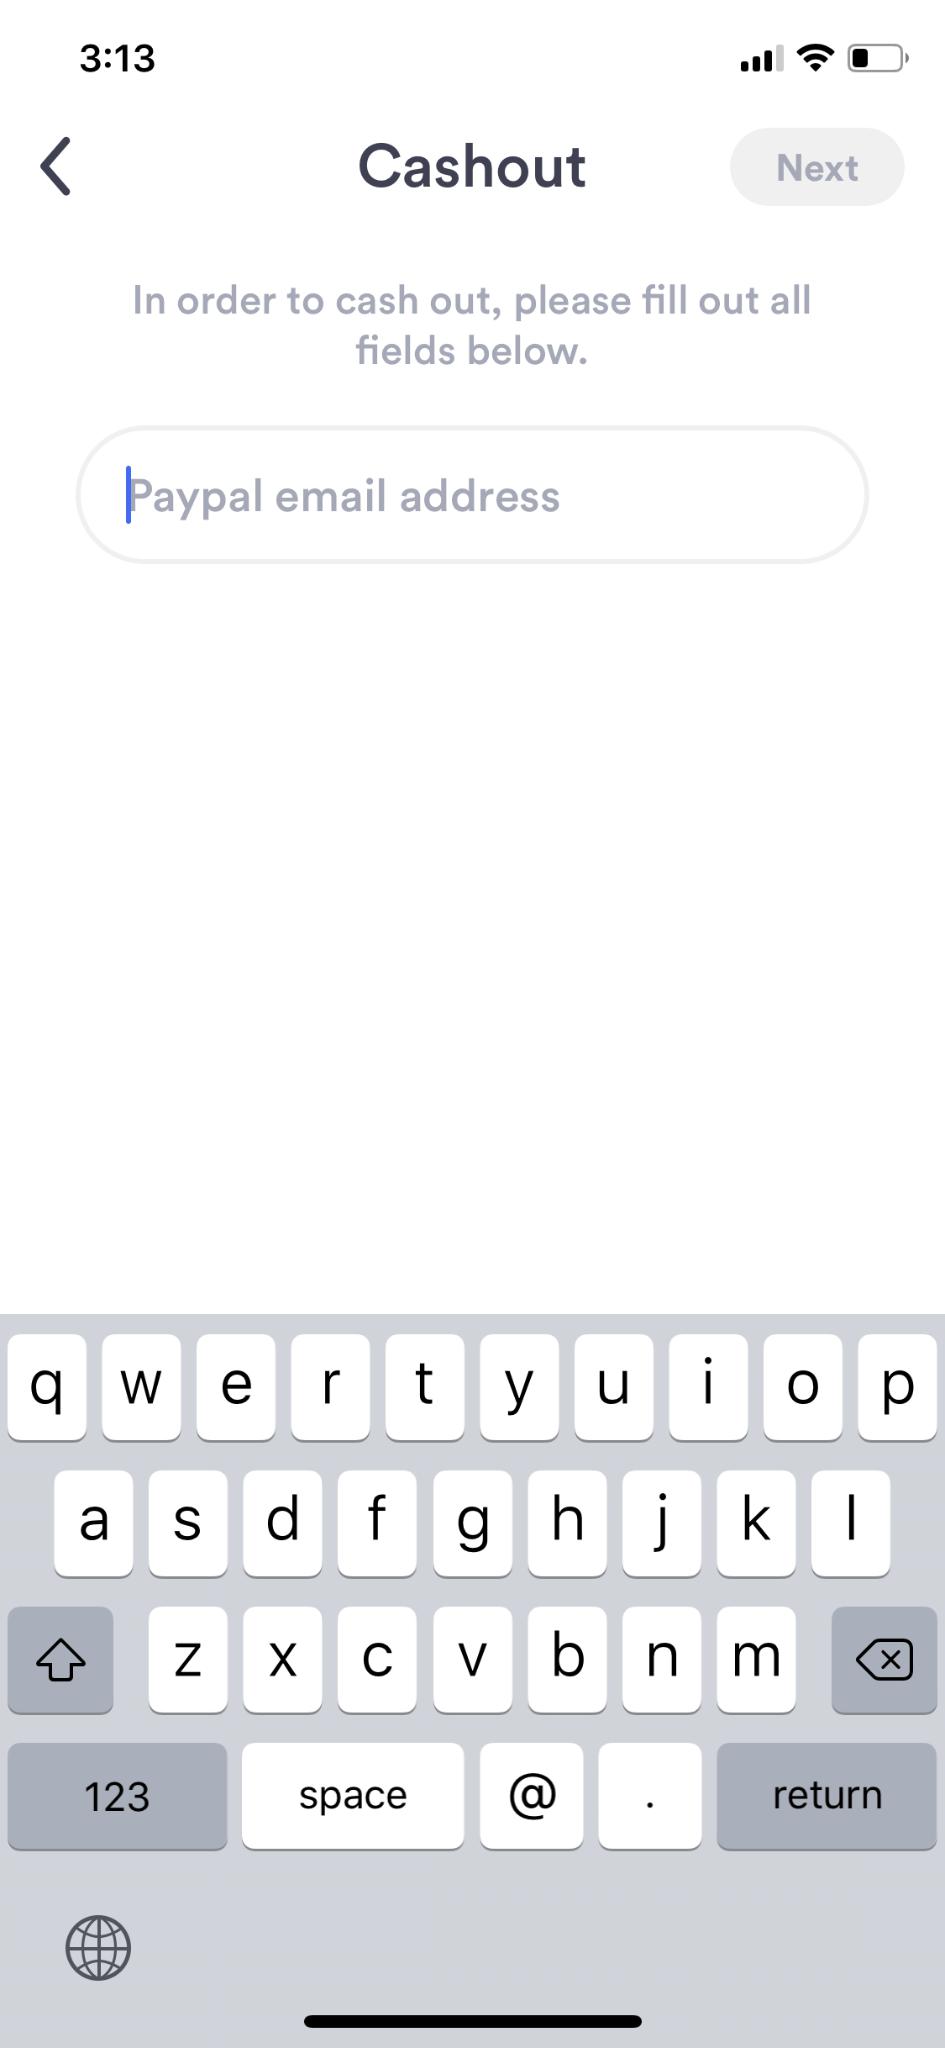 3:13
Cashout
Next
In order to cash out, please fill out all
fields below.
Paypal email address
q w e r t y u i o p
a s d f g h j k l
z x c v b n m
123 space @ . return